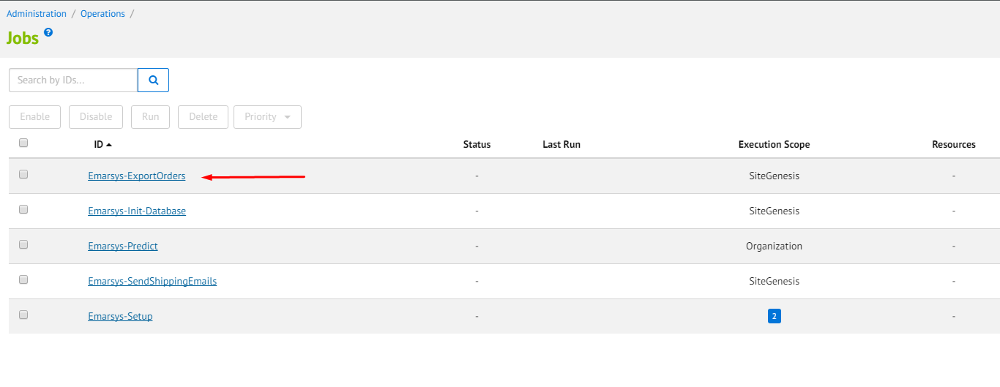 Administration / Operations /
Jobs ?
Search by IDs...
Enable Disable Run Delete Priority
ID Status Last Run Execution Scope Resources
Emarsys-ExportOrders - SiteGenesis -
Emarsys-Init-Database - SiteGenesis -
Emarsys-Predict - Organization -
Emarsys-SendShippingEmails - SiteGenesis -
Emarsys-Setup - 2 -